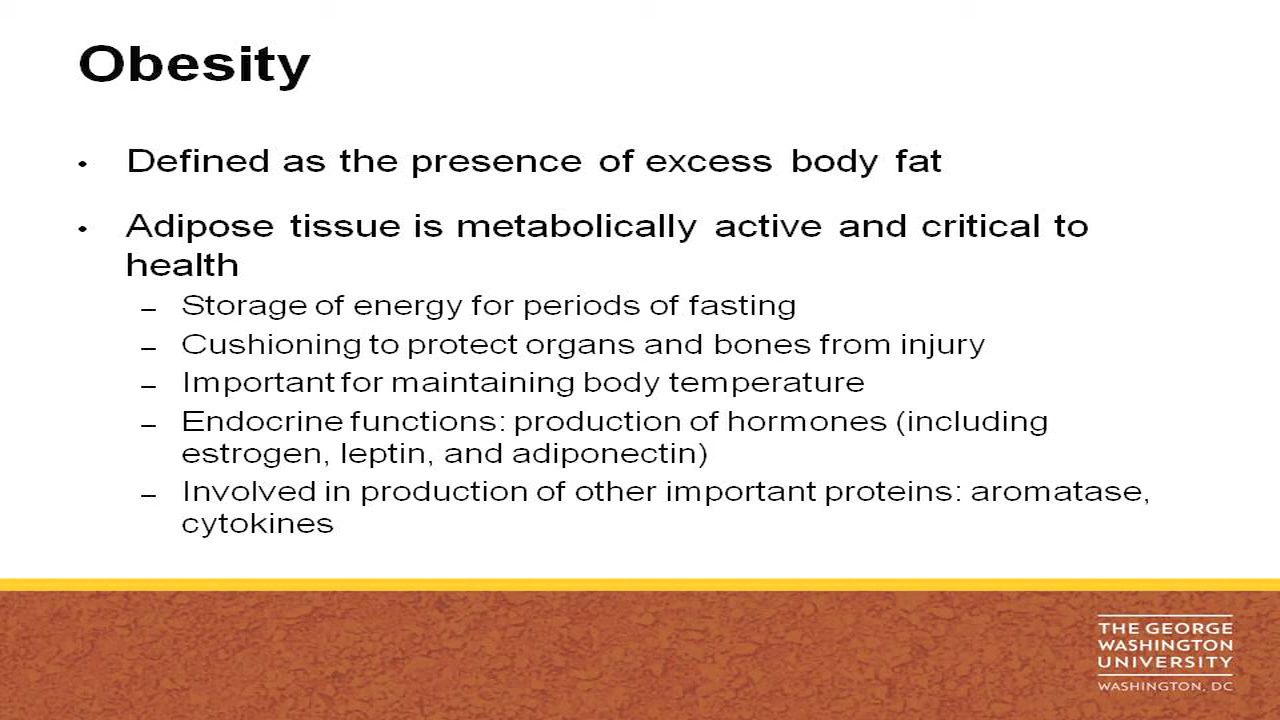 Obesity
• Defined as the presence of excess body fat
• Adipose tissue is metabolically active and critical to
health
– Storage of energy for periods of fasting
– Cushioning to protect organs and bones from injury
– Important for maintaining body temperature
– Endocrine functions: production of hormones (including
estrogen, leptin, and adiponectin)
– Involved in production of other important proteins: aromatase,
cytokines
THE GEORGE
WASHINGTON
UNIVERSITY
WASHINGTON, DC